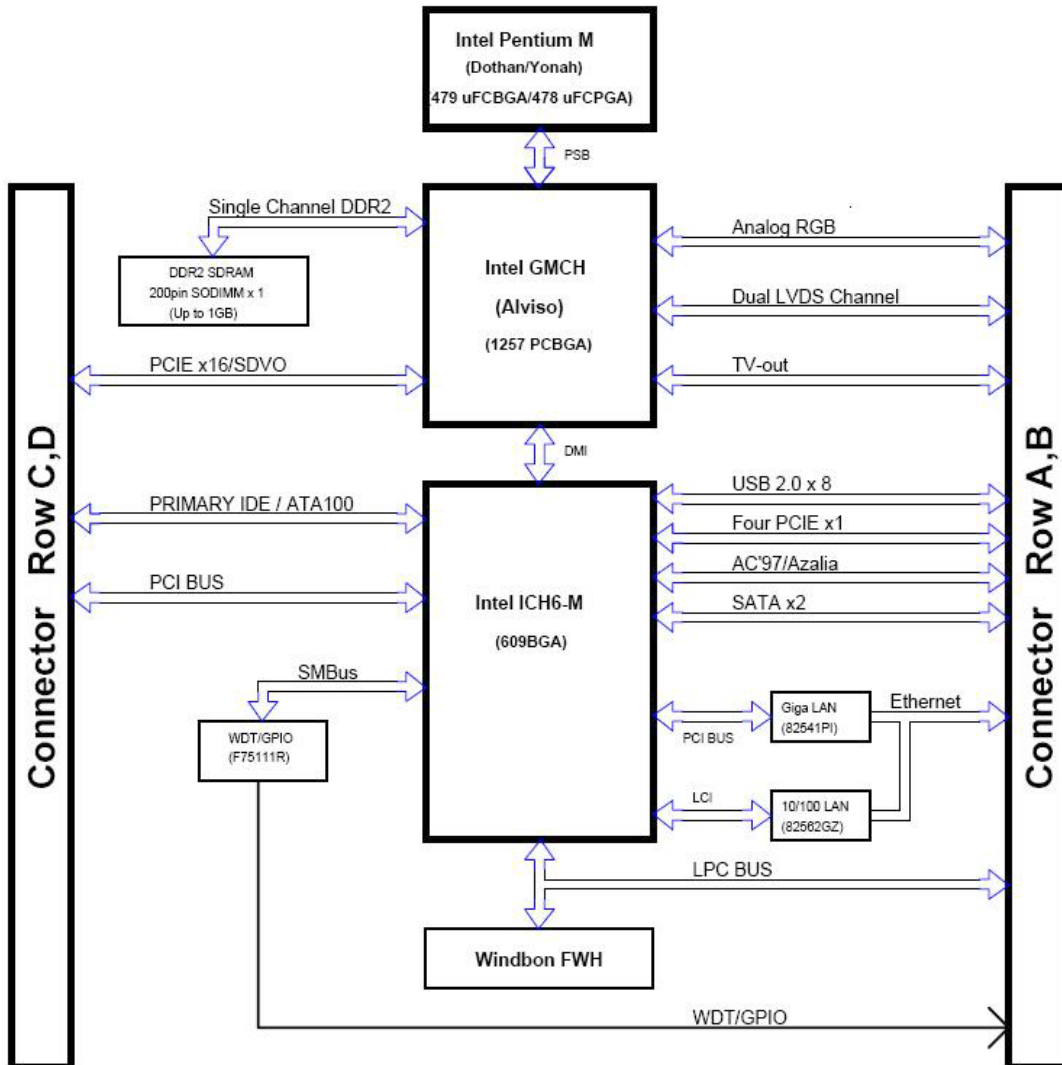 Intel Pentium M
(Dothan/Yonah)
(479 uFCBGA/478 uFCPGA)
PSB
Single Channel DDR2
DDR2 SDRAM
200pin SODIMM x 1
(Up to 1GB)
PCIE x16/SDVO
Intel GMCH
(Alviso)
(1257 PCBGA)
Analog RGB
Dual LVDS Channel
TV-out
DMI
Connector Row C,D
PRIMARY IDE / ATA100
PCI BUS
SMBus
WDT/GPIO
(F75111R)
Intel ICH6-M
(609BGA)
USB 2.0 x 8
Four PCIE x1
AC'97/Azalia
SATA x2
PCI BUS
Giga LAN
(82541PI)
Ethernet
LCI
10/100 LAN
(82562GZ)
LPC BUS
Windbon FWH
WDT/GPIO
Connector Row A,B